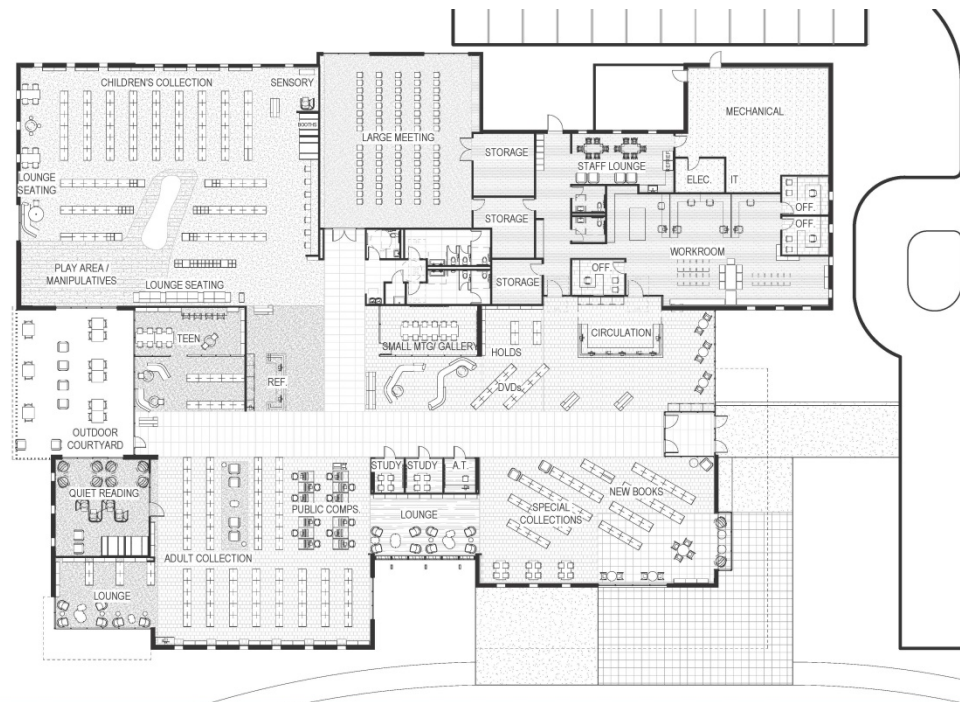 CHILDREN'S COLLECTION
SENSORY
BOOTHS
LARGE MEETING
MECHANICAL
STORAGE
STAFF LOUNGE
ELEC.
IT
LOUNGE
SEATING
OFF.
STORAGE
OFF.
WORKROOM
PLAY AREA /
MANIPULATIVES
LOUNGE SEATING
STORAGE
OFF.
TEEN
SMALL MTG/ GALLERY
HOLDS
CIRCULATION
REF.
DVDs
OUTDOOR
COURTYARD
STUDY
STUDY
A.T.
QUIET READING
PUBLIC COMPS.
LOUNGE
SPECIAL
COLLECTIONS
NEW BOOKS
ADULT COLLECTION
LOUNGE